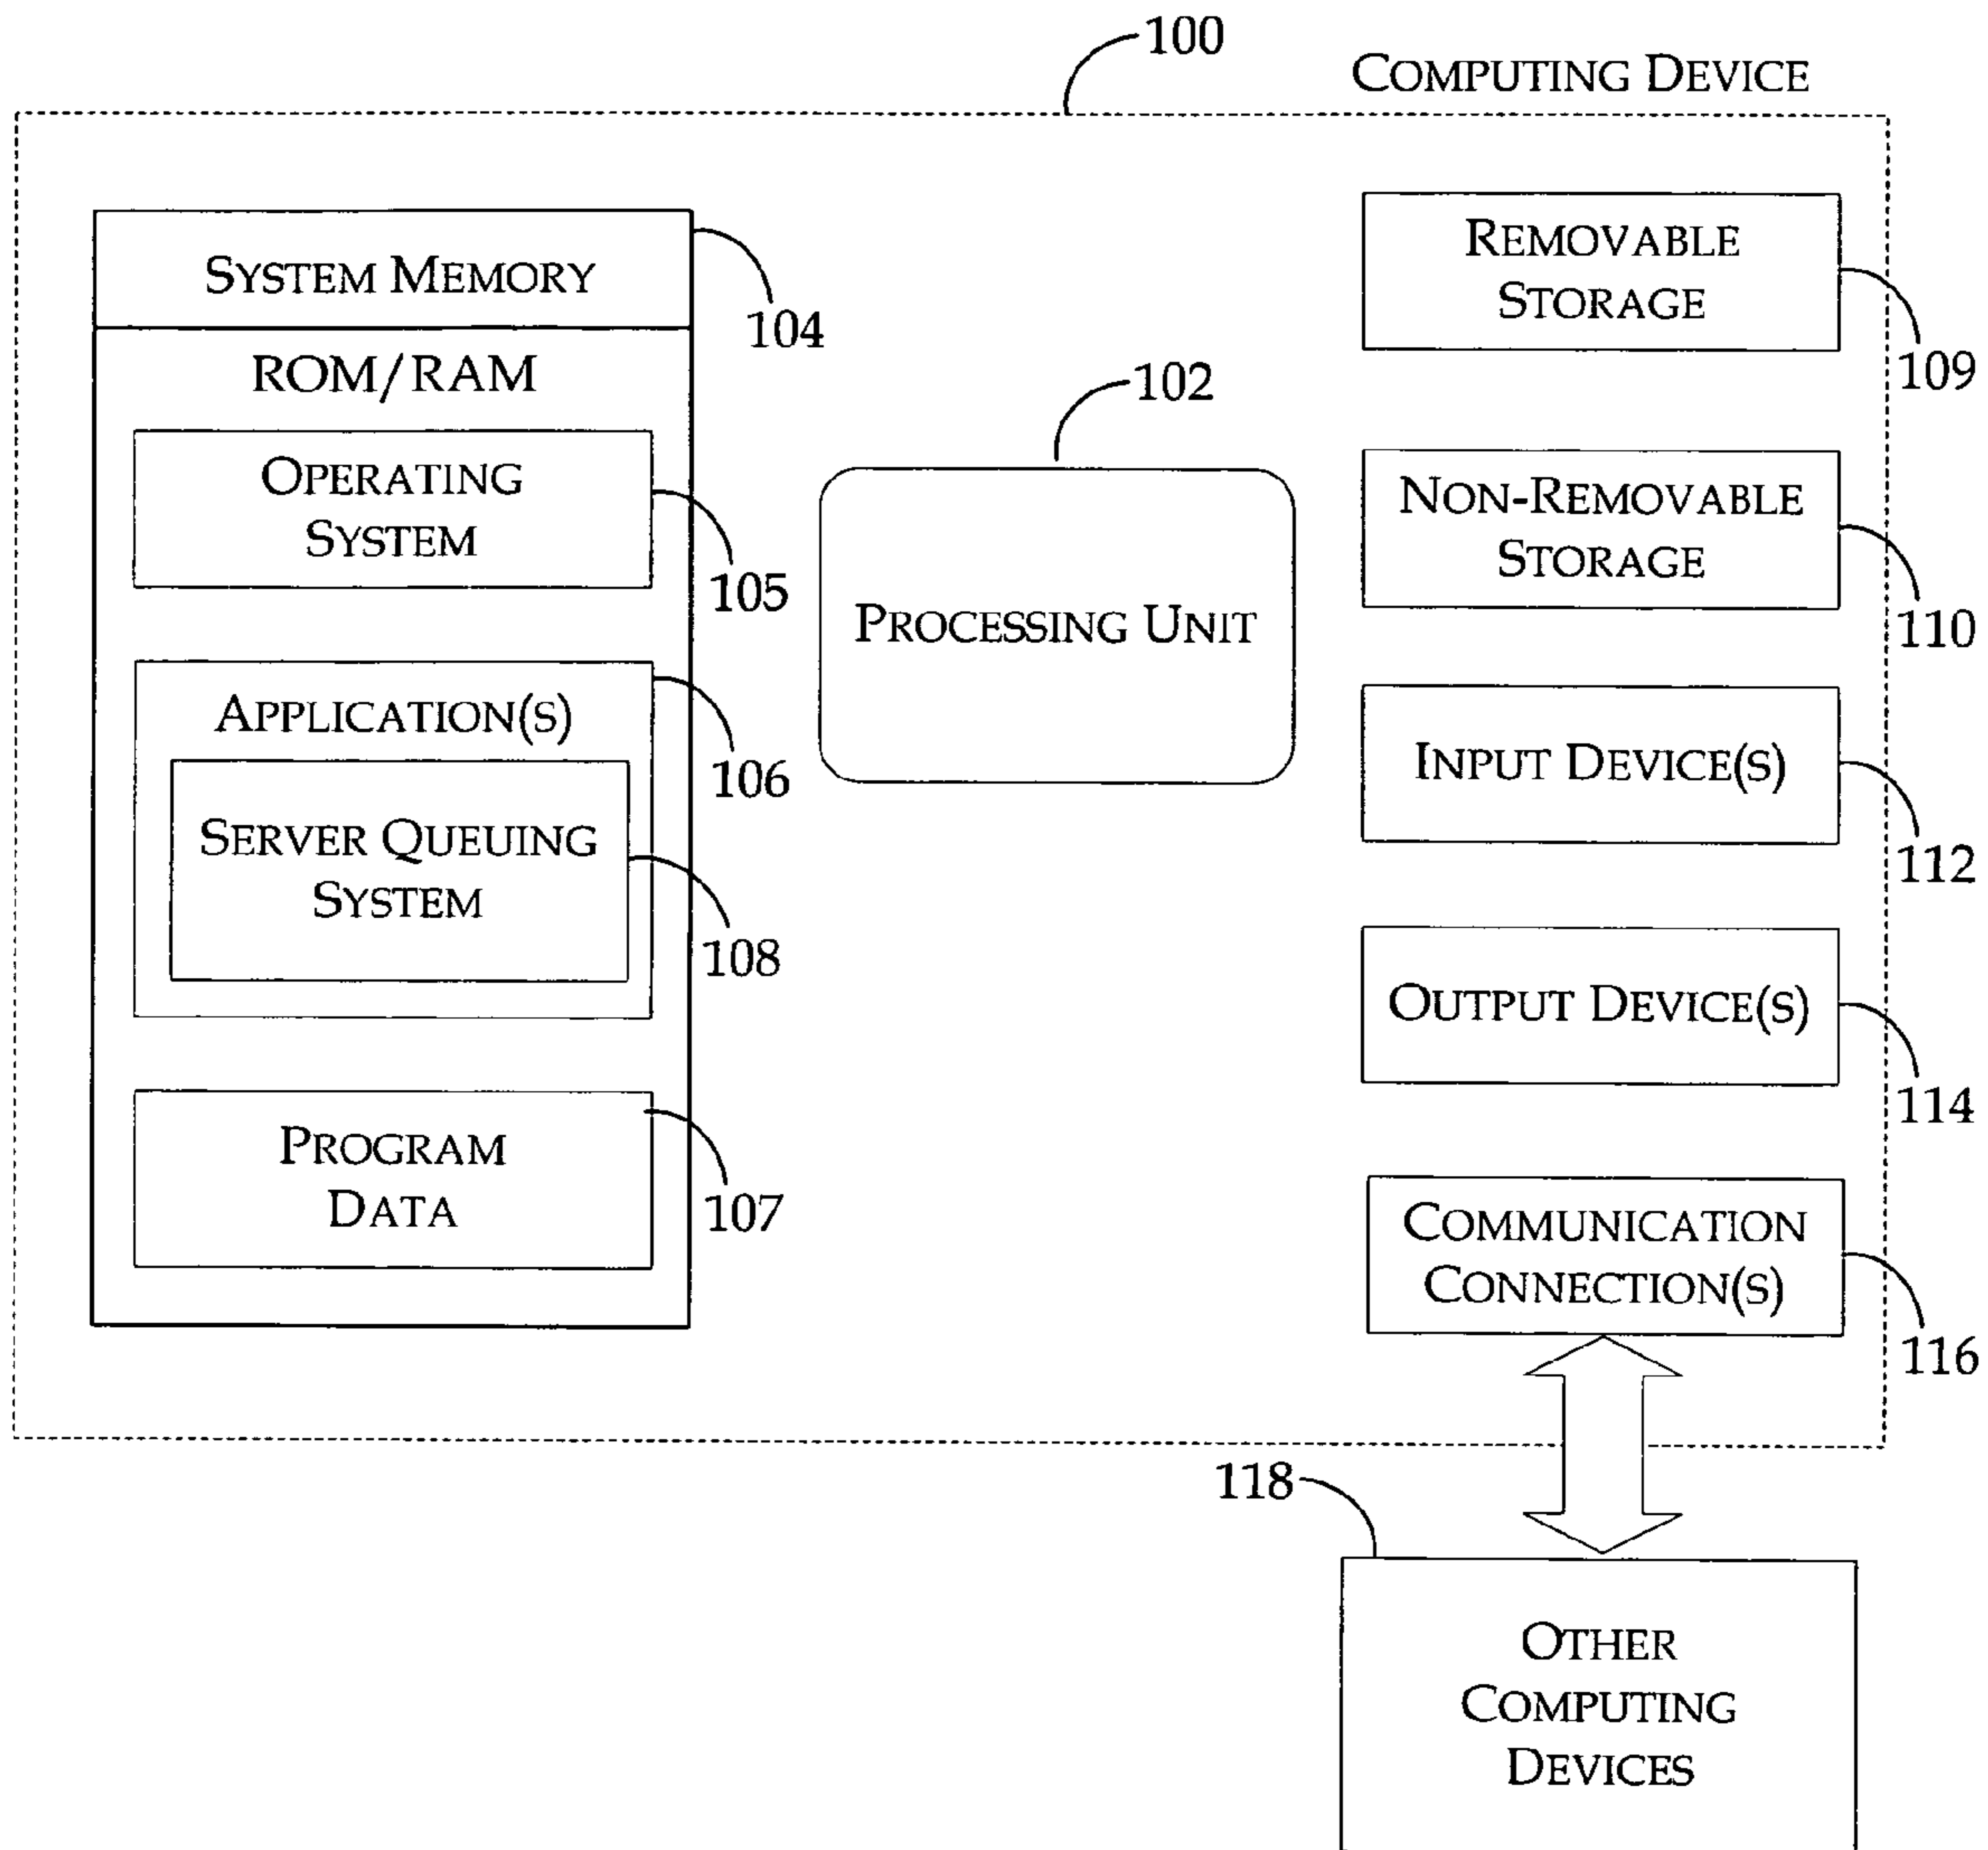 100
COMPUTING DEVICE
SYSTEM MEMORY
104
ROM/RAM
OPERATING
SYSTEM
105
APPLICATION(S)
106
SERVER QUEUING
SYSTEM
108
PROGRAM
DATA
107
102
PROCESSING UNIT
REMOVABLE
STORAGE
109
NON-REMOVABLE
STORAGE
110
INPUT DEVICE(S)
112
OUTPUT DEVICE(S)
114
COMMUNICATION
CONNECTION(S)
116
118
OTHER
COMPUTING
DEVICES